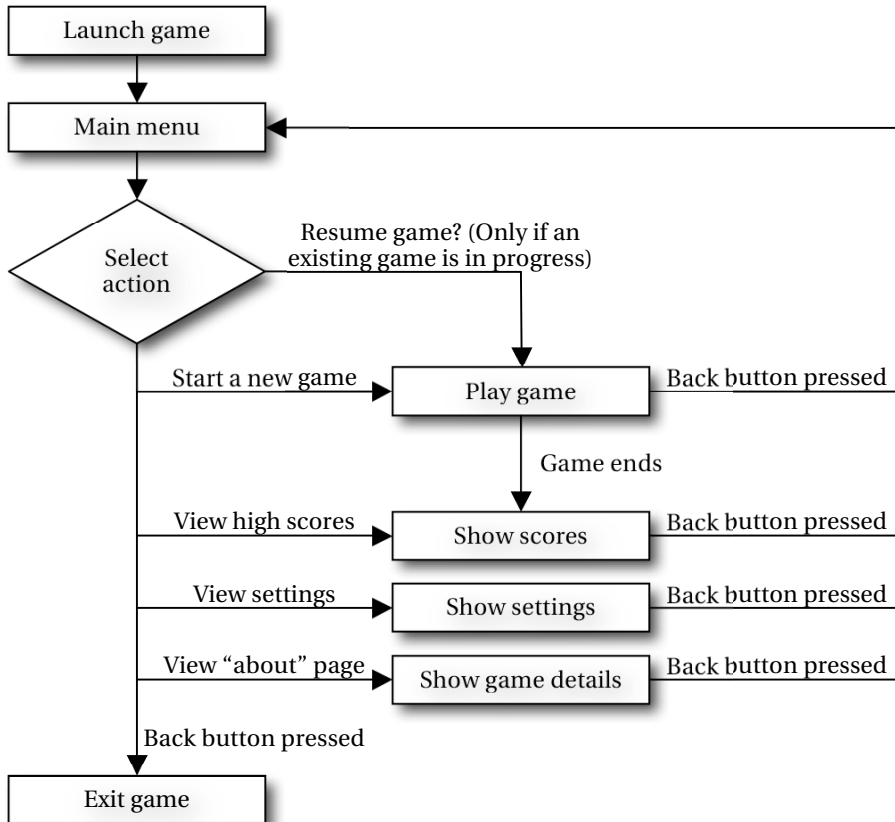 Launch game
Main menu
Resume game? (Only if an
existing game is in progress)
Select
action
Start a new game
Play game
Back button pressed
Game ends
View high scores
Show scores
Back button pressed
View settings
Show settings
Back button pressed
View “about” page
Show game details
Back button pressed
Back button pressed
Exit game